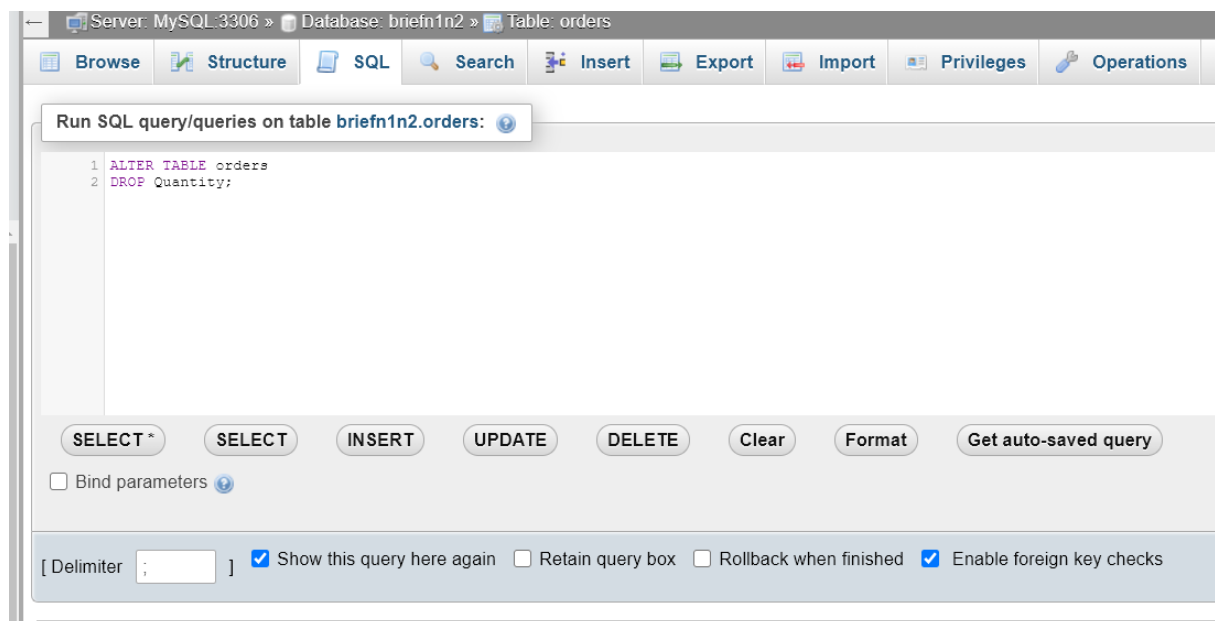 ← Server: MySQL:3306 » Database: briefn1n2 » Table: orders
Browse Structure SQL Search Insert Export Import Privileges Operations
Run SQL query/queries on table briefn1n2.orders:
1 ALTER TABLE orders
2 DROP Quantity;
SELECT * SELECT INSERT UPDATE DELETE Clear Format Get auto-saved query
Bind parameters
[ Delimiter ; ] Show this query here again Retain query box Rollback when finished Enable foreign key checks